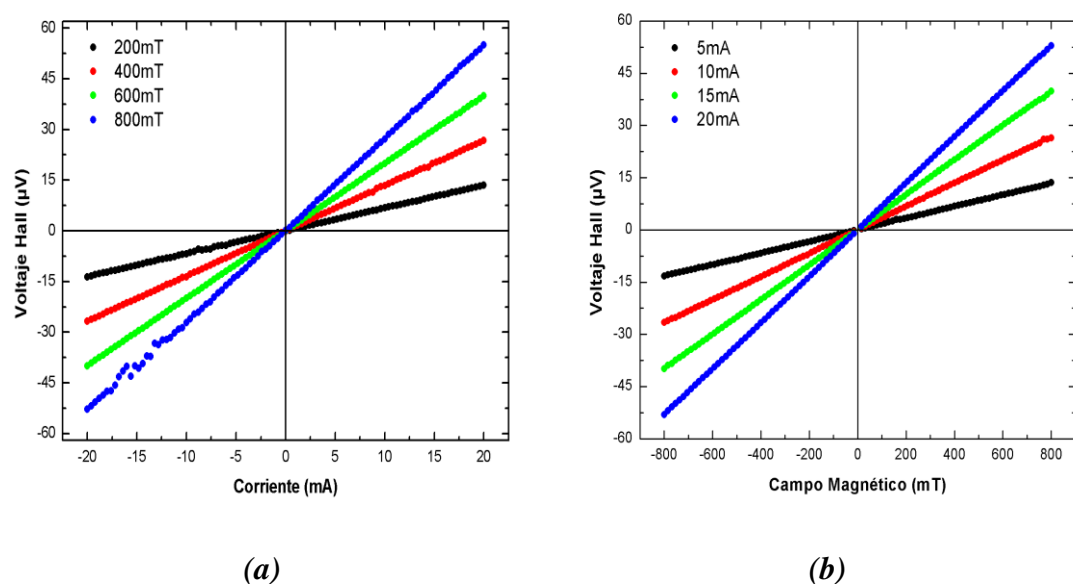 60
45
30
15
0
-15
-30
-45
-60
Voltaje Hall (µV)
200mT
400mT
600mT
800mT
-20 -15 -10 -5 0 5 10 15 20
Corriente (mA)
(a)
60
45
30
15
0
-15
-30
-45
-60
Voltaje Hall (µV)
5mA
10mA
15mA
20mA
-800 -600 -400 -200 0 200 400 600 800
Campo Magnético (mT)
(b)